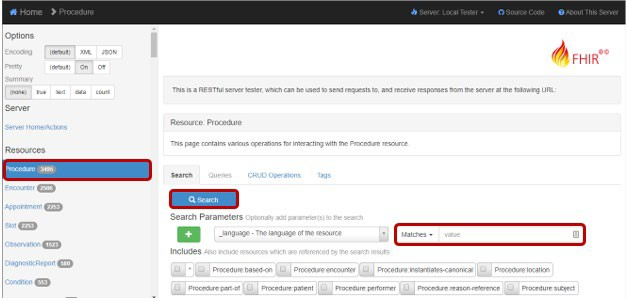 Home > Procedure
Server: Local Tester
Source Code
About This Server
Options
Encoding (default) XML JSON
Pretty (default) On Off
Summary
(none) true text data count
Server
Server Home/Actions
Resources
Procedure 3495
Encounter 2506
Appointment 2253
Slot 2253
Observation 1523
DiagnosticReport 580
Condition 553
FHIR
This is a RESTful server tester, which can be used to send requests to, and receive responses from the server at the following URL:
Resource: Procedure
This page contains various operations for interacting with the Procedure resource.
Search Queries CRUD Operations Tags
Search
Search Parameters Optionally add parameter(s) to the search
+ _language - The language of the resource Matches value
Includes Also include resources which are referenced by the search results
* Procedure:based-on Procedure:encounter Procedure:instantiates-canonical Procedure:location
Procedure:part-of Procedure:patient Procedure:performer Procedure:reason-reference Procedure:subject